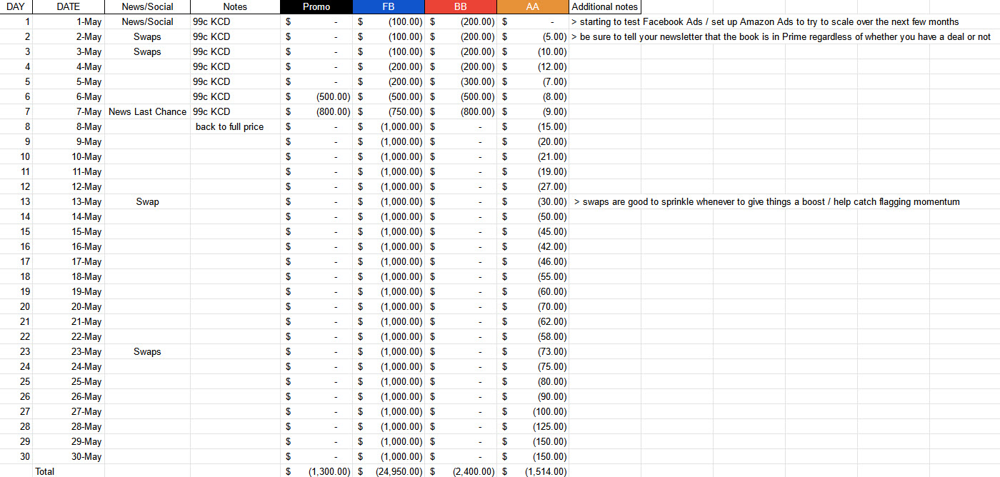 DAY DATE News/Social Notes Promo FB BB AA Additional notes
1 1-May News/Social 99c KCD $ - $ (100.00) $ (200.00) $ - > starting to test Facebook Ads / set up Amazon Ads to try to scale over the next few months
2 2-May Swaps 99c KCD $ - $ (100.00) $ (200.00) $ (5.00) > be sure to tell your newsletter that the book is in Prime regardless of whether you have a deal or not
3 3-May Swaps 99c KCD $ - $ (100.00) $ (200.00) $ (10.00)
4 4-May 99c KCD $ - $ (200.00) $ (200.00) $ (12.00)
5 5-May 99c KCD $ - $ (200.00) $ (300.00) $ (7.00)
6 6-May 99c KCD $ (500.00) $ (500.00) $ (500.00) $ (8.00)
7 7-May News Last Chance 99c KCD $ (800.00) $ (750.00) $ (800.00) $ (9.00)
8 8-May back to full price $ - $ (1,000.00) $ - $ (15.00)
9 9-May $ - $ (1,000.00) $ - $ (20.00)
10 10-May $ - $ (1,000.00) $ - $ (21.00)
11 11-May $ - $ (1,000.00) $ - $ (19.00)
12 12-May $ - $ (1,000.00) $ - $ (27.00)
13 13-May Swap $ - $ (1,000.00) $ - $ (30.00) > swaps are good to sprinkle whenever to give things a boost / help catch flagging momentum
14 14-May $ - $ (1,000.00) $ - $ (50.00)
15 15-May $ - $ (1,000.00) $ - $ (45.00)
16 16-May $ - $ (1,000.00) $ - $ (42.00)
17 17-May $ - $ (1,000.00) $ - $ (46.00)
18 18-May $ - $ (1,000.00) $ - $ (55.00)
19 19-May $ - $ (1,000.00) $ - $ (60.00)
20 20-May $ - $ (1,000.00) $ - $ (70.00)
21 21-May $ - $ (1,000.00) $ - $ (62.00)
22 22-May $ - $ (1,000.00) $ - $ (58.00)
23 23-May Swaps $ - $ (1,000.00) $ - $ (73.00)
24 24-May $ - $ (1,000.00) $ - $ (75.00)
25 25-May $ - $ (1,000.00) $ - $ (80.00)
26 26-May $ - $ (1,000.00) $ - $ (90.00)
27 27-May $ - $ (1,000.00) $ - $ (100.00)
28 28-May $ - $ (1,000.00) $ - $ (125.00)
29 29-May $ - $ (1,000.00) $ - $ (150.00)
30 30-May $ - $ (1,000.00) $ - $ (150.00)
Total $ (1,300.00) $ (24,950.00) $ (2,400.00) $ (1,514.00)